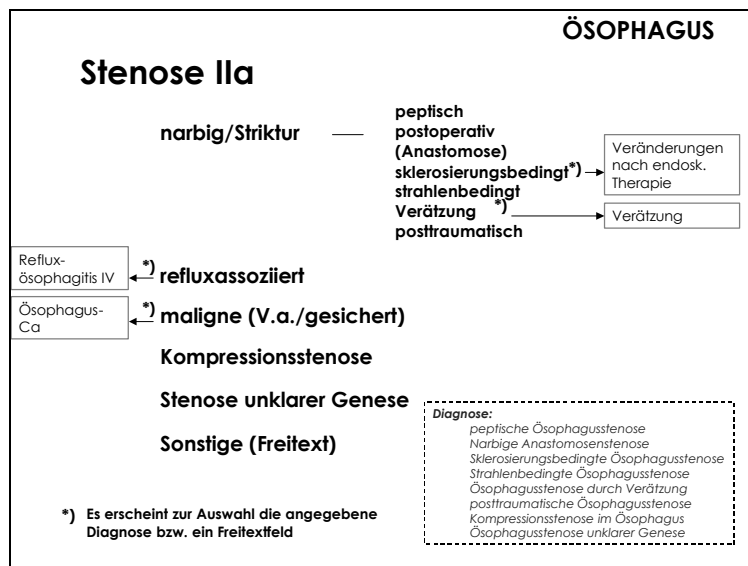 ÖSOPHAGUS
Stenose IIa
narbig/Striktur
peptisch
postoperativ
(Anastomose)
sklerosierungsbedingt*)
strahlenbedingt
Verätzung *)
posttraumatisch
Veränderungen
nach endosk.
Therapie
Verätzung
Reflux-
ösophagitis IV
*) refluxassoziiert
Ösophagus-
Ca
*) maligne (V.a./gesichert)
Kompressionsstenose
Stenose unklarer Genese
Sonstige (Freitext)
Diagnose:
peptische Ösophagusstenose
Narbige Anastomosenstenose
Sklerosierungsbedingte Ösophagusstenose
Strahlenbedingte Ösophagusstenose
Ösophagusstenose durch Verätzung
posttraumatische Ösophagusstenose
Kompressionsstenose im Ösophagus
Ösophagusstenose unklarer Genese
*) Es erscheint zur Auswahl die angegebene
Diagnose bzw. ein Freitextfeld